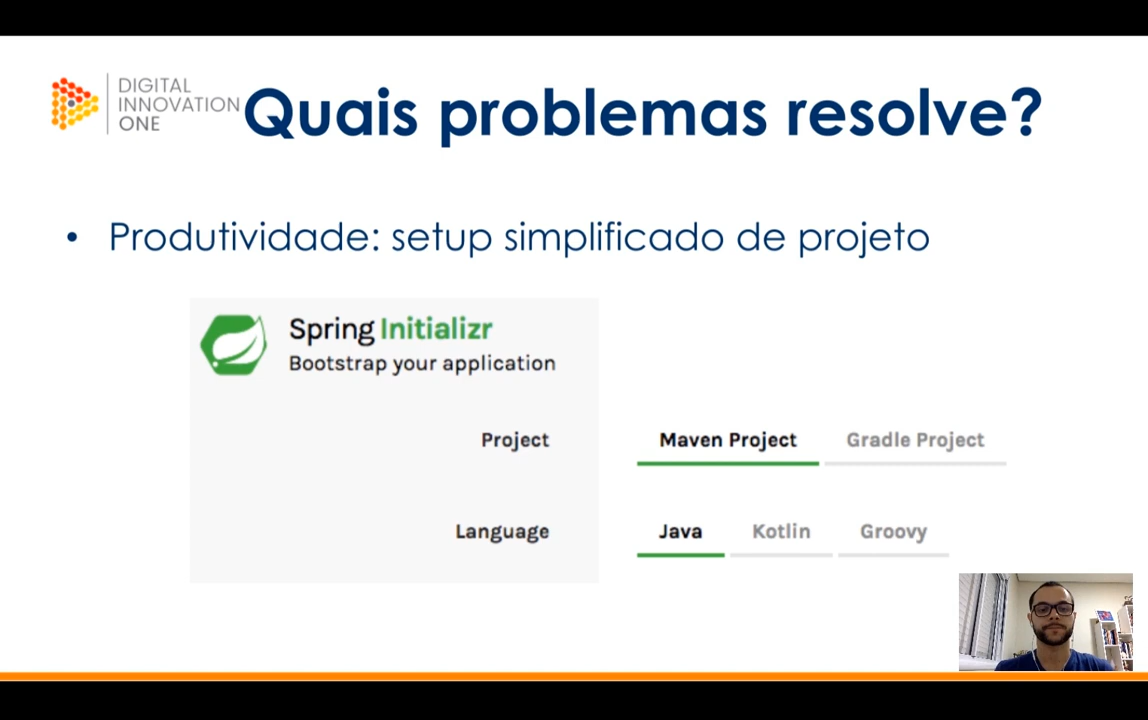 DIGITAL
INNOVATION
ONE
Quais problemas resolve?
• Produtividade: setup simplificado de projeto
Spring Initializr
Bootstrap your application
Project
Maven Project
Gradle Project
Language
Java
Kotlin
Groovy